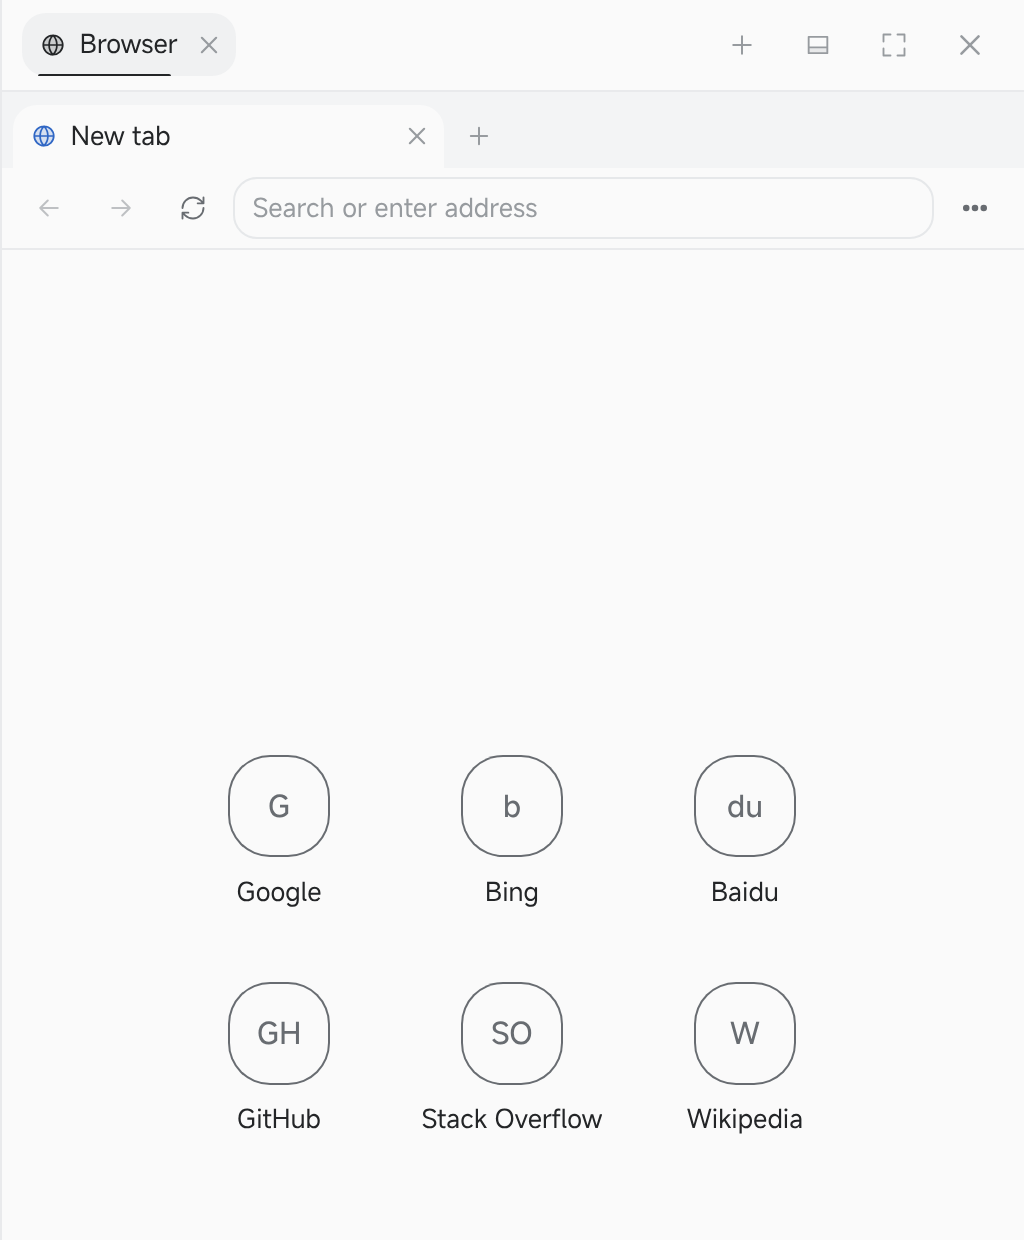 Browser
New tab
Search or enter address
G
b
du
Google
Bing
Baidu
GH
SO
W
GitHub
Stack Overflow
Wikipedia